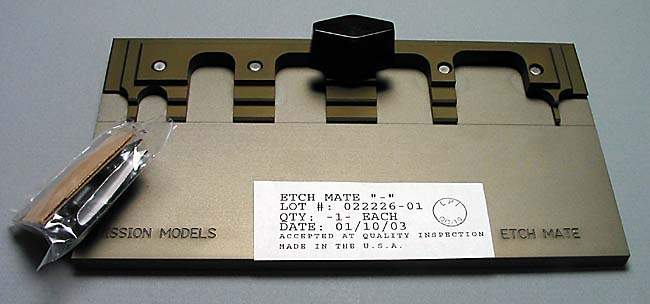 ETCH MATE "-"
LOT #: 022226-01
QTY: -1- EACH
DATE: 01/10/03
ACCEPTED AT QUALITY INSPECTION
MADE IN THE U.S.A.
SSION MODELS
ETCH MATE